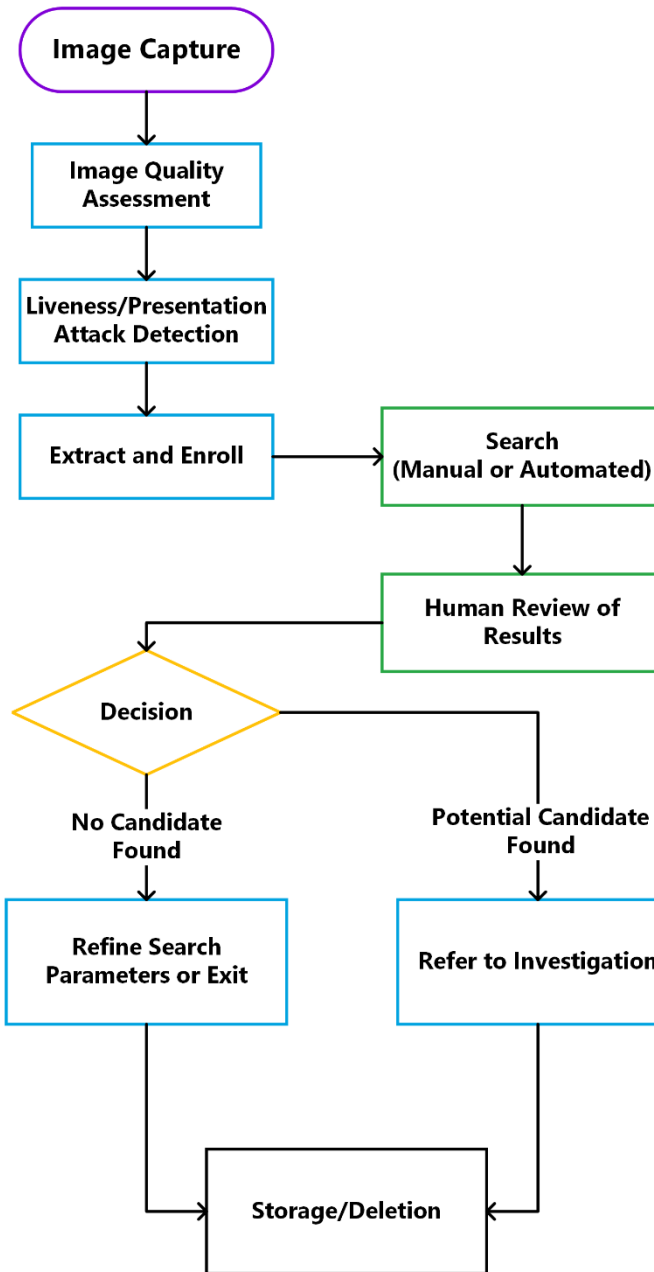 Image Capture
Image Quality
Assessment
Liveness/Presentation
Attack Detection
Extract and Enroll
Search
(Manual or Automated)
Human Review of
Results
Decision
No Candidate
Found
Potential Candidate
Found
Refine Search
Parameters or Exit
Refer to Investigation
Storage/Deletion